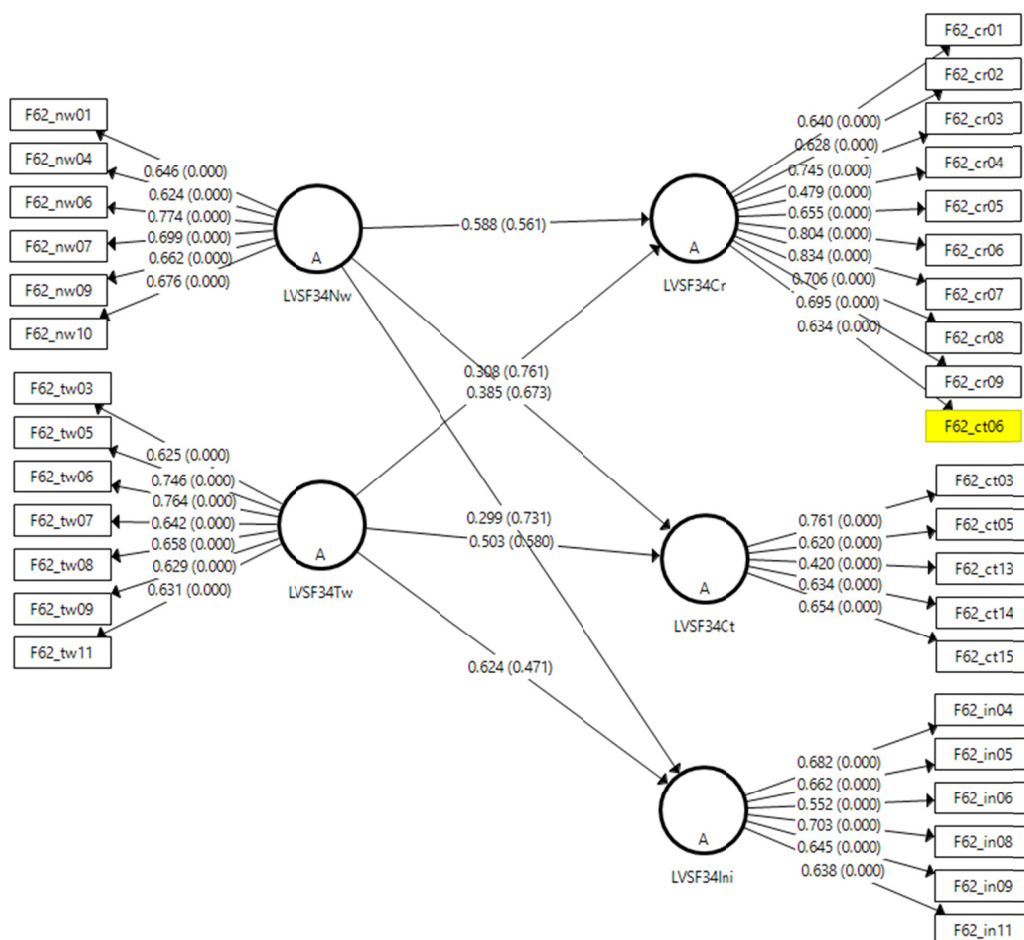 F62_nw01
F62_nw04
F62_nw06
F62_nw07
F62_nw09
F62_nw10
0.646 (0.000)
0.624 (0.000)
0.774 (0.000)
0.699 (0.000)
0.662 (0.000)
0.676 (0.000)
A
LVSF34Nw
F62_tw03
F62_tw05
F62_tw06
F62_tw07
F62_tw08
F62_tw09
F62_tw11
0.625 (0.000)
0.746 (0.000)
0.764 (0.000)
0.642 (0.000)
0.658 (0.000)
0.629 (0.000)
0.631 (0.000)
A
LVSF34Tw
0.588 (0.561)
0.308 (0.761)
0.385 (0.673)
0.299 (0.731)
0.503 (0.580)
0.624 (0.471)
A
LVSF34Cr
0.640 (0.000)
0.628 (0.000)
0.745 (0.000)
0.479 (0.000)
0.655 (0.000)
0.804 (0.000)
0.834 (0.000)
0.706 (0.000)
0.695 (0.000)
0.634 (0.000)
F62_cr01
F62_cr02
F62_cr03
F62_cr04
F62_cr05
F62_cr06
F62_cr07
F62_cr08
F62_cr09
F62_ct06
A
LVSF34Ct
0.761 (0.000)
0.620 (0.000)
0.420 (0.000)
0.634 (0.000)
0.654 (0.000)
F62_ct03
F62_ct05
F62_ct13
F62_ct14
F62_ct15
A
LVSF34Ini
0.682 (0.000)
0.662 (0.000)
0.552 (0.000)
0.703 (0.000)
0.645 (0.000)
0.638 (0.000)
F62_in04
F62_in05
F62_in06
F62_in08
F62_in09
F62_in11